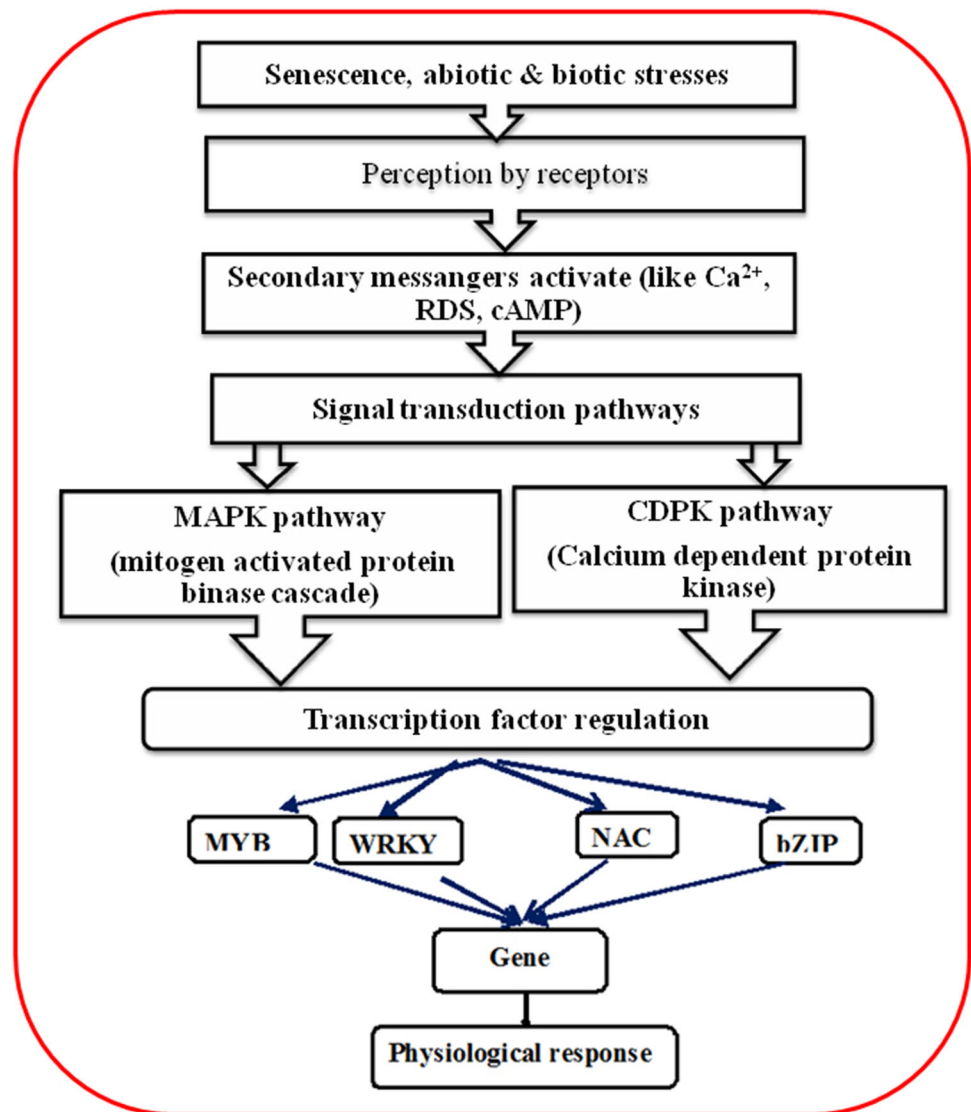 Senescence, abiotic & biotic stresses
Perception by receptors
Secondary messangers activate (like Ca²⁺,
RDS, cAMP)
Signal transduction pathways
MAPK pathway
(mitogen activated protein
binase cascade)
CDPK pathway
(Calcium dependent protein
kinase)
Transcription factor regulation
MYB
WRKY
NAC
bZIP
Gene
Physiological response